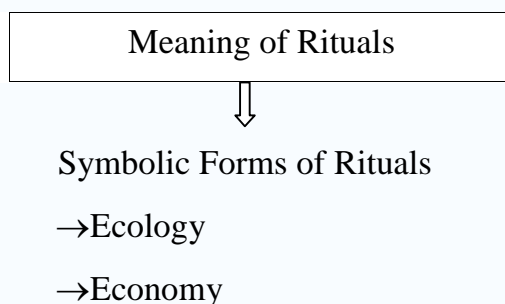 Meaning of Rituals
Symbolic Forms of Rituals
→Ecology
→Economy